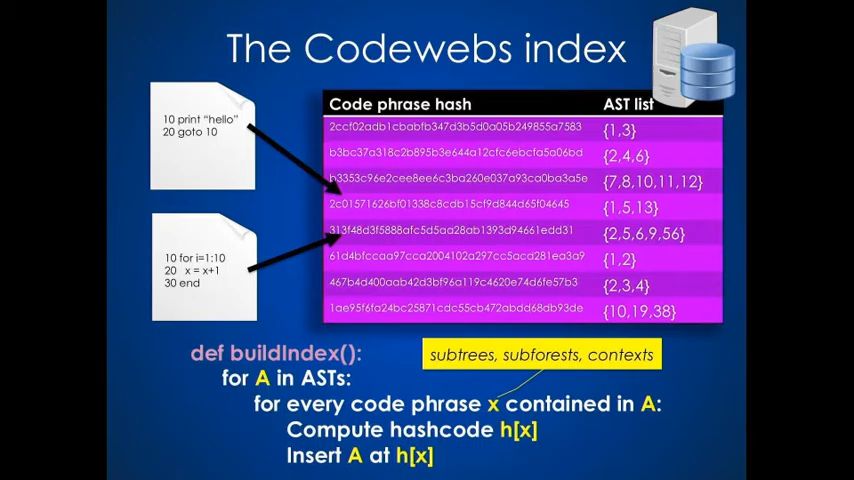 The Codewebs index
10 print “hello”
20 goto 10
10 for i=1:10
20 x = x+1
30 end
Code phrase hash AST list
2ccf02adb1cbabfb347d3b5d0a05b249855a7583 {1,3}
b3bc37a318c2b895b3e644a12cfc6ebcfa5a06bd {2,4,6}
b3353c96e2cee8ee6c3ba260e037a93ca0ba3a5e {7,8,10,11,12}
2c01571626bf01338c8cdb15cf9d844d65f04645 {1,5,13}
313f48d3f5888afc5d5aa28ab1393d94661edd31 {2,5,6,9,56}
61d4bfccaa97cca2004102a297cc5acd281ea3a9 {1,2}
467b4d400aab42d3bf96a119c4620e74d6fe57b3 {2,3,4}
1ae95f6fa24bc25871cdc55cb472abdd68db93de {10,19,38}
def buildIndex():
subtrees, subforests, contexts
for A in ASTs:
for every code phrase x contained in A:
Compute hashcode h[x]
Insert A at h[x]